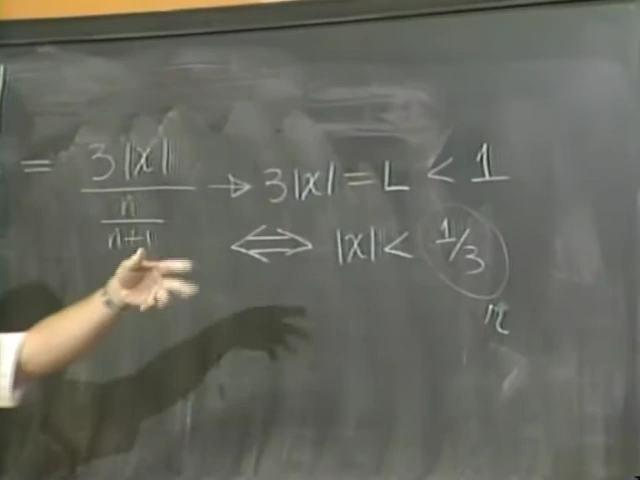 = 3|x| / (n / (n+1)) → 3|x| = L < 1
⟺ |x| < 1/3
r